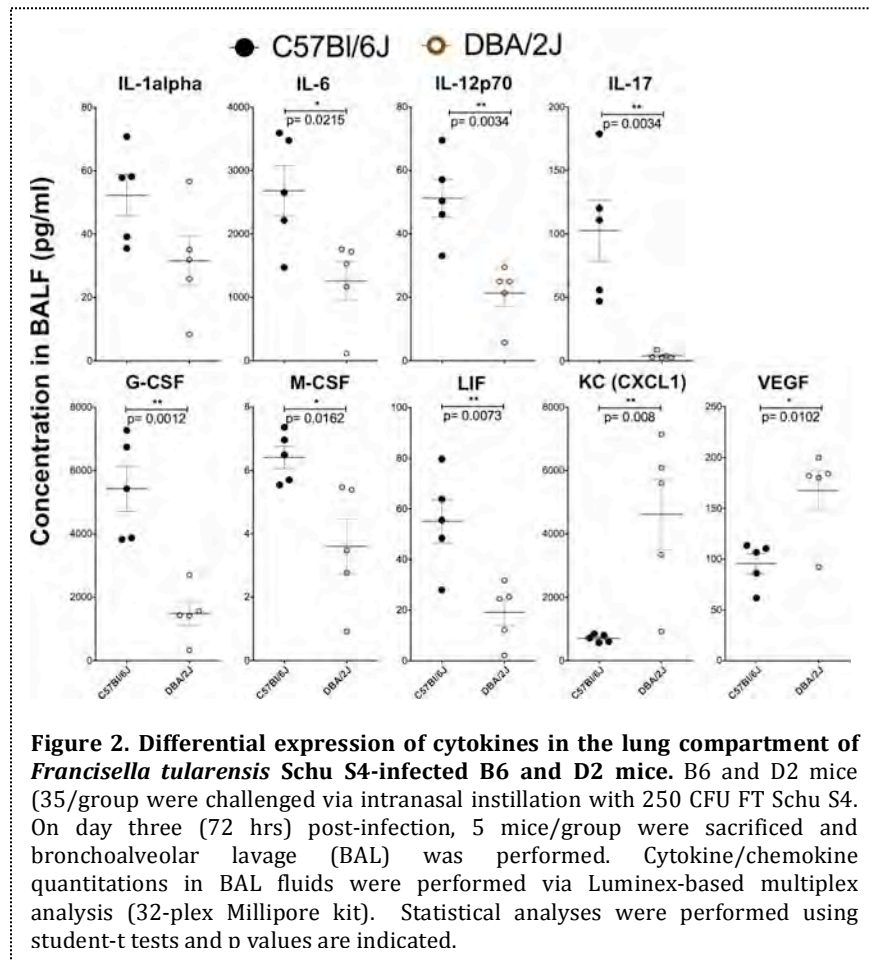 C57Bl/6J DBA/2J
IL-1alpha IL-6 IL-12p70 IL-17
Concentration in BALF (pg/ml)
80
60
40
20
0
4000
3000
2000
1000
0
*
p= 0.0215
80
60
40
20
0
**
p= 0.0034
200
150
100
50
0
**
p= 0.0034
G-CSF M-CSF LIF KC (CXCL1) VEGF
8000
6000
4000
2000
0
**
p= 0.0012
C57Bl/6J DBA/2J
8
6
4
2
0
*
p= 0.0162
C57Bl/6J DBA/2J
100
80
60
40
20
0
**
p= 0.0073
C57Bl/6J DBA/2J
8000
6000
4000
2000
0
**
p= 0.008
C57Bl/6J DBA/2J
250
200
150
100
50
0
*
p= 0.0102
C57Bl/6J DBA/2J
Figure 2. Differential expression of cytokines in the lung compartment of
Francisella tularensis Schu S4-infected B6 and D2 mice. B6 and D2 mice
(35/group were challenged via intranasal instillation with 250 CFU FT Schu S4.
On day three (72 hrs) post-infection, 5 mice/group were sacrificed and
bronchoalveolar lavage (BAL) was performed. Cytokine/chemokine
quantitations in BAL fluids were performed via Luminex-based multiplex
analysis (32-plex Millipore kit). Statistical analyses were performed using
student-t tests and p values are indicated.